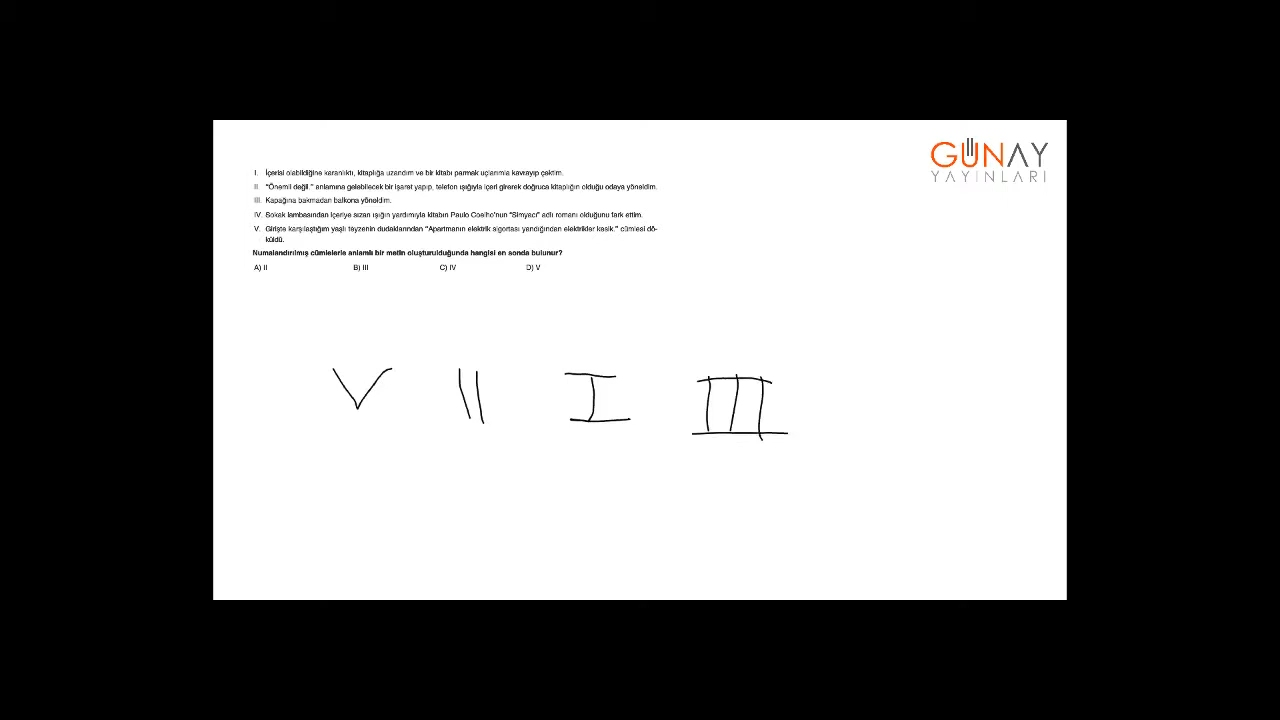 GÜNAY
YAYINLARI
I. İçerisi olabildiğine karanlıktı, kitaplığa uzandım ve bir kitabı parmak uçlarımla kavrayıp çektim.
II. "Önemli değil." anlamına gelebilecek bir işaret yapıp, telefon ışığıyla içeri girerek doğruca kitaplığın olduğu odaya yöneldim.
III. Kapağına bakmadan balkona yöneldim.
IV. Sokak lambasından içeriye sızan ışığın yardımıyla kitabın Paulo Coelho'nun "Simyacı" adlı romanı olduğunu fark ettim.
V. Girişte karşılaştığım yaşlı teyzenin dudaklarından "Apartmanın elektrik sigortası yandığından elektrikler kesik." cümlesi dö-
küldü.
Numalandırılmış cümlelerle anlamlı bir metin oluşturulduğunda hangisi en sonda bulunur?
A) II B) III C) IV D) V
V II I III